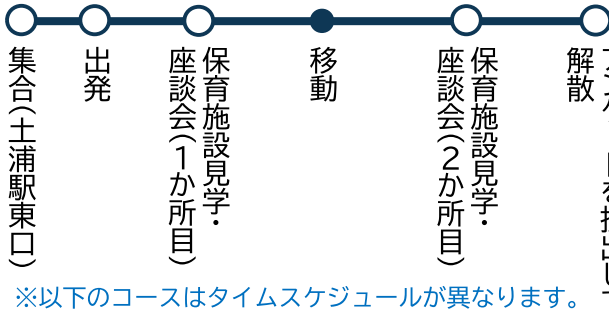 集合（土浦駅東口）
出発
保育施設見学・
座談会（1か所目）
移動
保育施設見学・
座談会（2か所目）
解散
※以下のコースはタイムスケジュールが異なります。